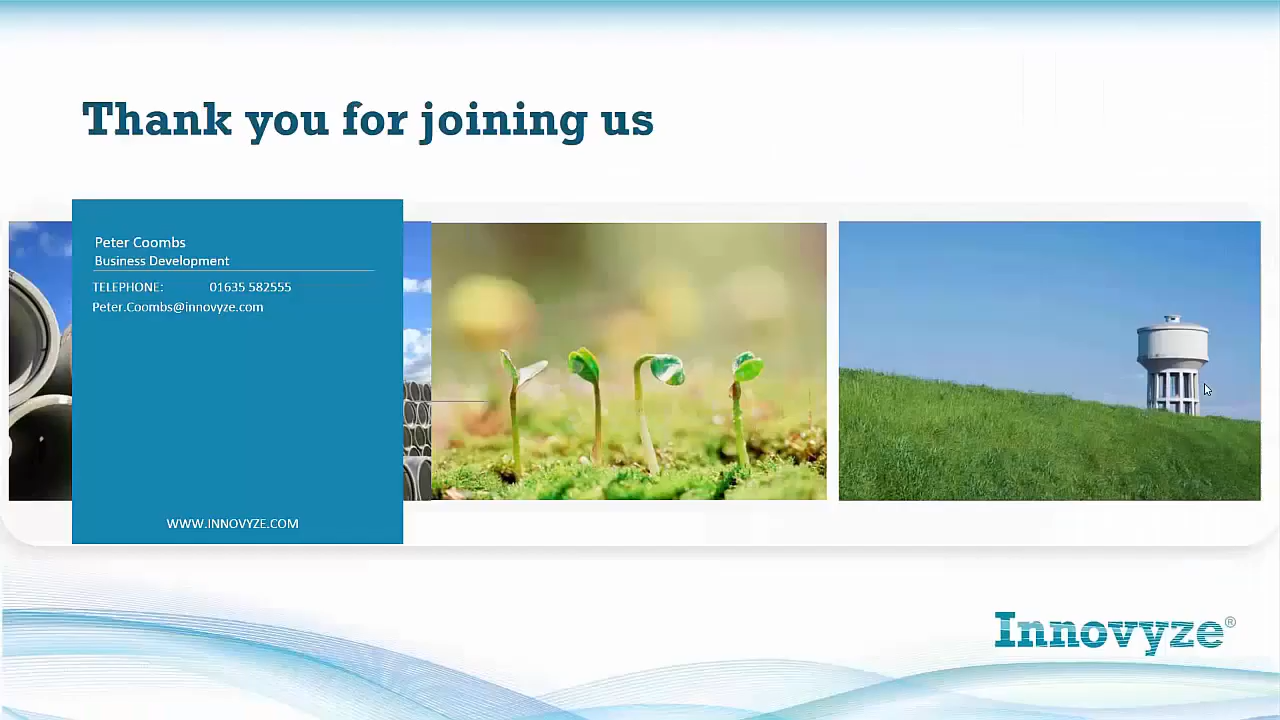 Thank you for joining us
Peter Coombs
Business Development
TELEPHONE: 01635 582555
Peter.Coombs@innovyze.com
WWW.INNOVYZE.COM
Innovyze®